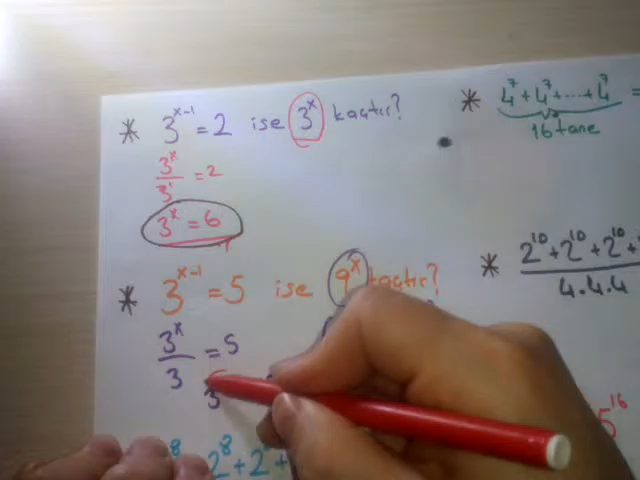 * 3^(x-1) = 2 ise 3^x kaçtır?
3^x/3^1 = 2
3^x = 6
* 3^(x-1) = 5 ise 9^x kaçtır?
3^x/3 = 5
3
* 4^7 + 4^7 + ... + 4^7 =
16 tane
* 2^10 + 2^10 + 2^10 +
4.4.4
5^16
2^8 +